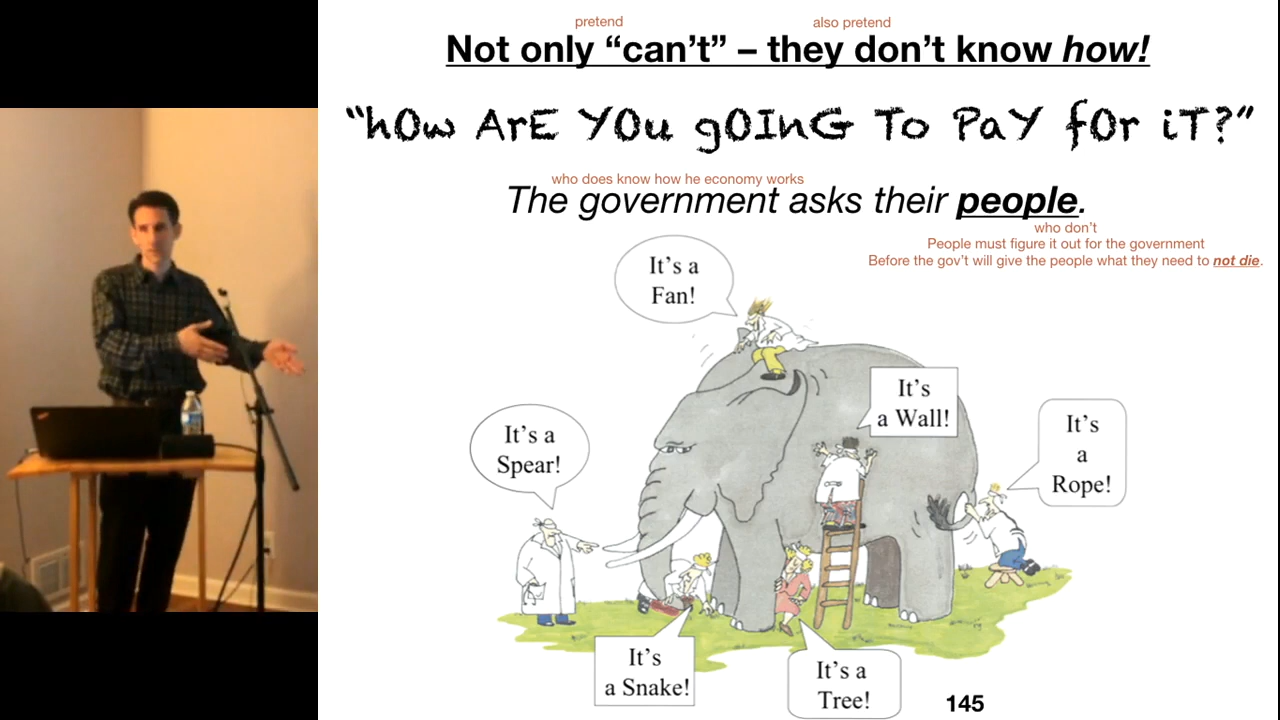 pretend also pretend
Not only “can’t” – they don’t know how!
“hOw ArE YOu gOInG To PaY fOr iT?”
who does know how he economy works
The government asks their people.
who don’t
People must figure it out for the government
Before the gov’t will give the people what they need to not die.
It’s a
Fan!
It’s
a Wall!
It’s
a
Rope!
It’s a
Spear!
It’s
a Snake!
It’s a
Tree!
145